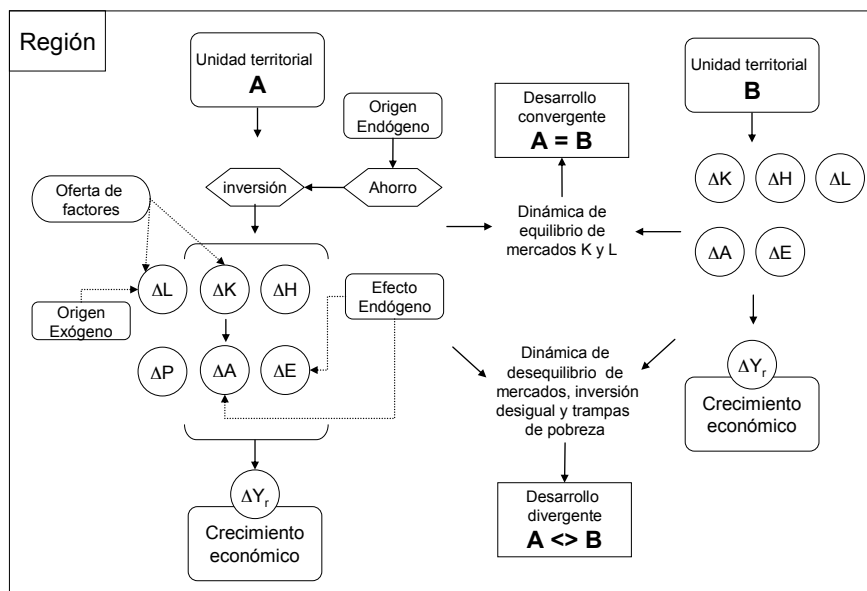 Región
Unidad territorial
A
Origen
Endógeno
inversión
Ahorro
Oferta de
factores
ΔL
ΔK
ΔH
Origen
Exógeno
Efecto
Endógeno
ΔP
ΔA
ΔE
ΔYr
Crecimiento
económico
Desarrollo
convergente
A = B
Dinámica de
equilibrio de
mercados K y L
Dinámica de
desequilibrio de
mercados, inversión
desigual y trampas
de pobreza
Desarrollo
divergente
A <> B
Unidad territorial
B
ΔK
ΔH
ΔL
ΔA
ΔE
ΔYr
Crecimiento
económico